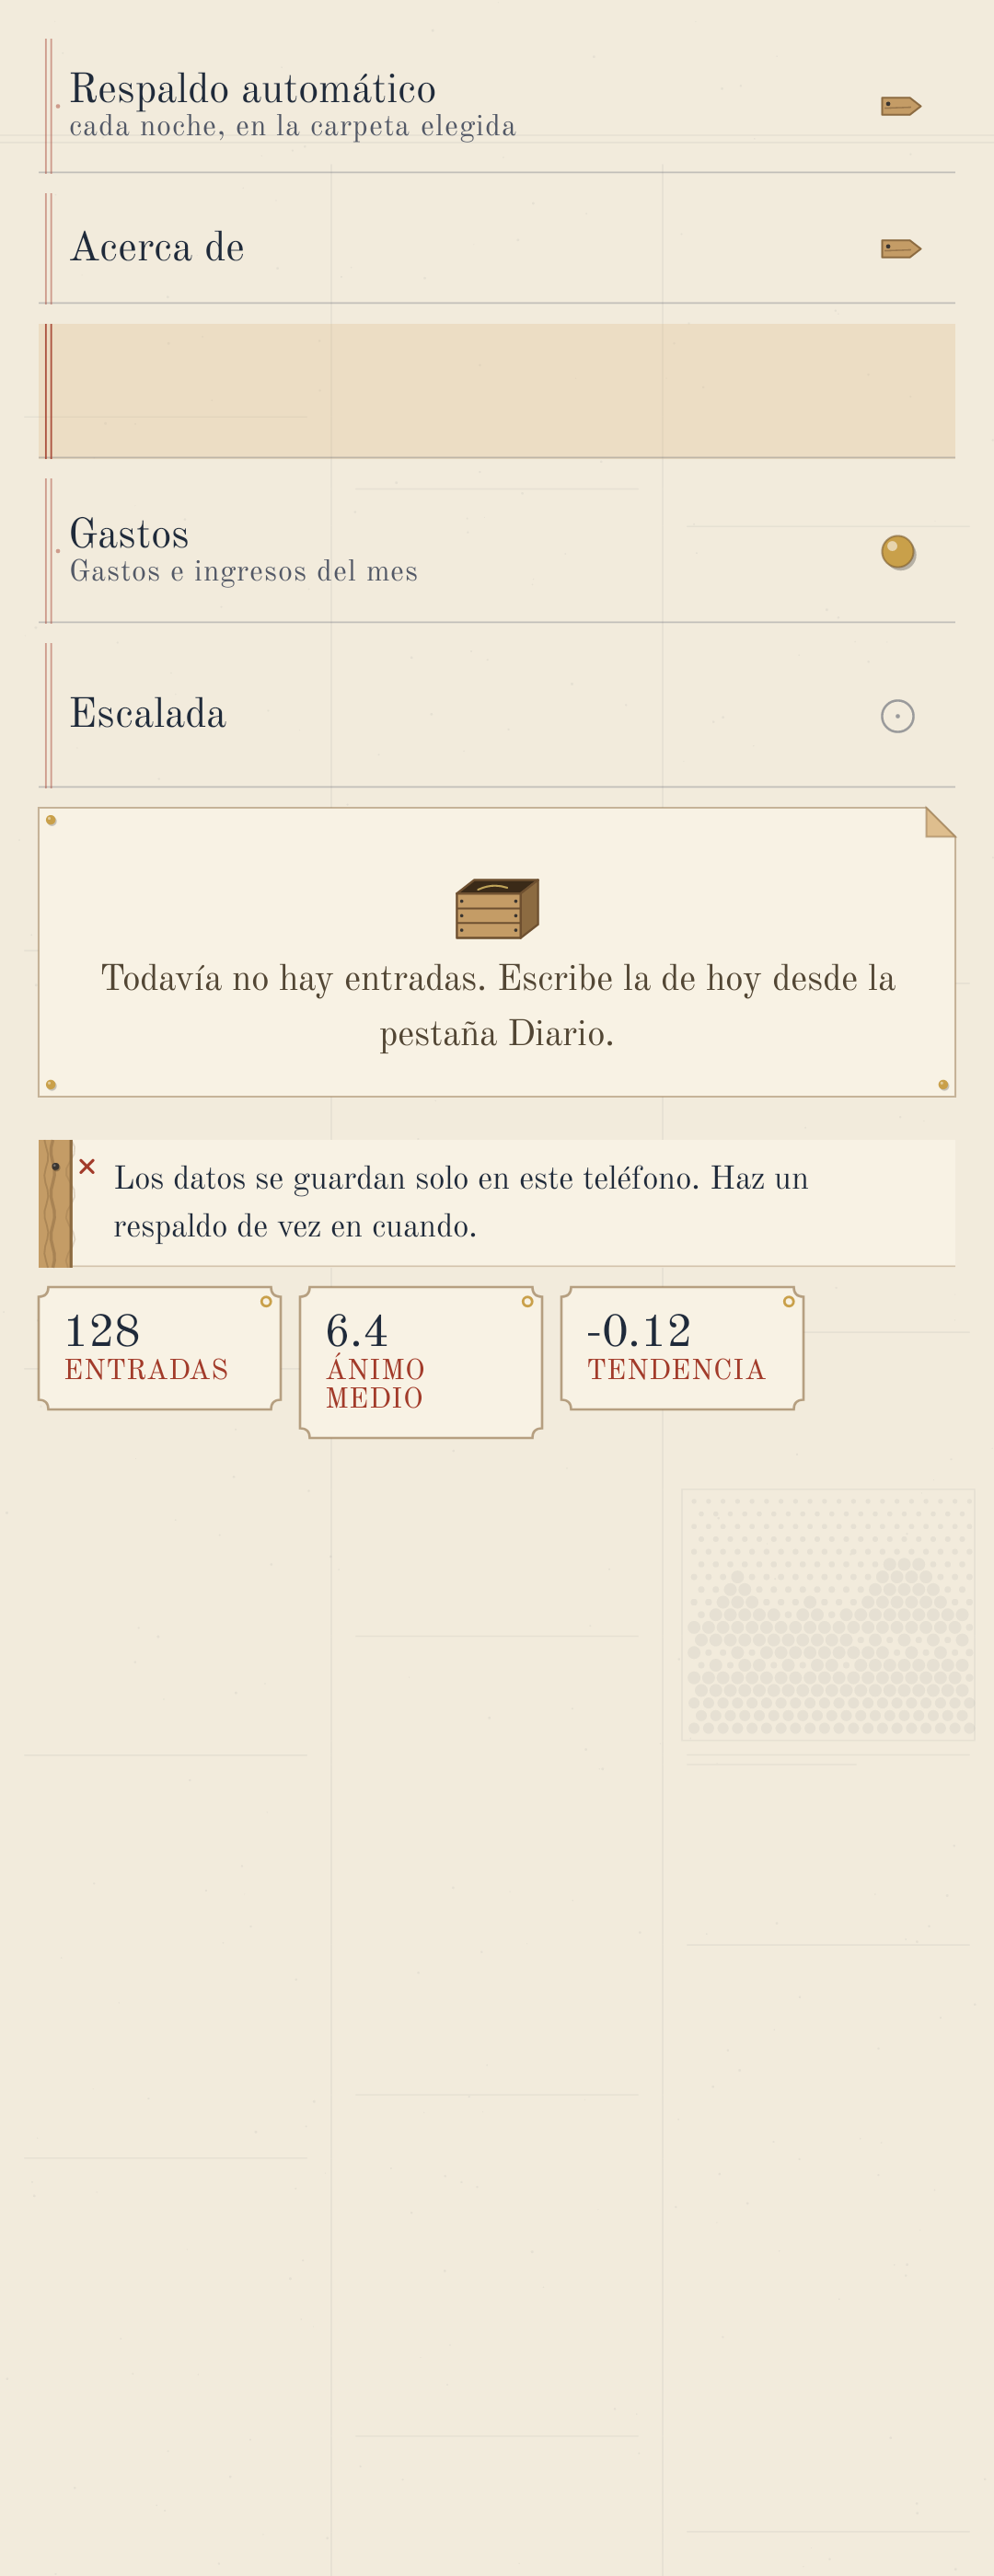 Respaldo automático
cada noche, en la carpeta elegida
Acerca de
Gastos
Gastos e ingresos del mes
Escalada
Todavía no hay entradas. Escribe la de hoy desde la
pestaña Diario.
Los datos se guardan solo en este teléfono. Haz un
respaldo de vez en cuando.
128
ENTRADAS
6.4
ÁNIMO
MEDIO
-0.12
TENDENCIA